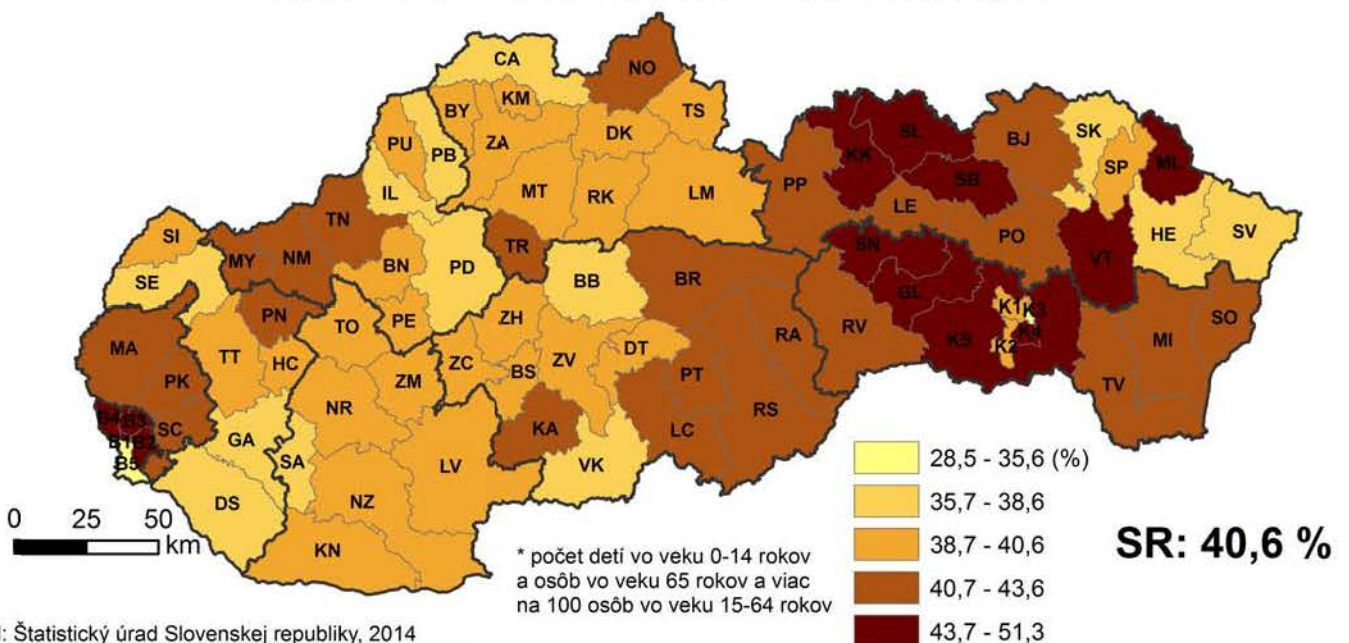 CA
NO
BY
KM
TS
PU
ZA
DK
PB
IL
MT
RK
LM
TN
TR
SI
MY
NM
BN
PD
BB
SE
PN
TO
PE
ZH
BR
MA
TT
HC
ZC
BS
ZV
DT
PK
ZM
NR
PT
RA
SC
GA
SA
KA
LC
RS
B4
B3
B1
B2
B5
DS
LV
VK
NZ
KN
KK
SL
BJ
SK
SP
ML
PP
SB
LE
PO
HE
SV
SN
VT
GL
K1
K3
RV
KS
K4
K2
SO
MI
TV
0 25 50
km
* počet detí vo veku 0-14 rokov
a osôb vo veku 65 rokov a viac
na 100 osôb vo veku 15-64 rokov
28,5 - 35,6 (%)
35,7 - 38,6
38,7 - 40,6
40,7 - 43,6
43,7 - 51,3
SR: 40,6 %
Štatistický úrad Slovenskej republiky, 2014